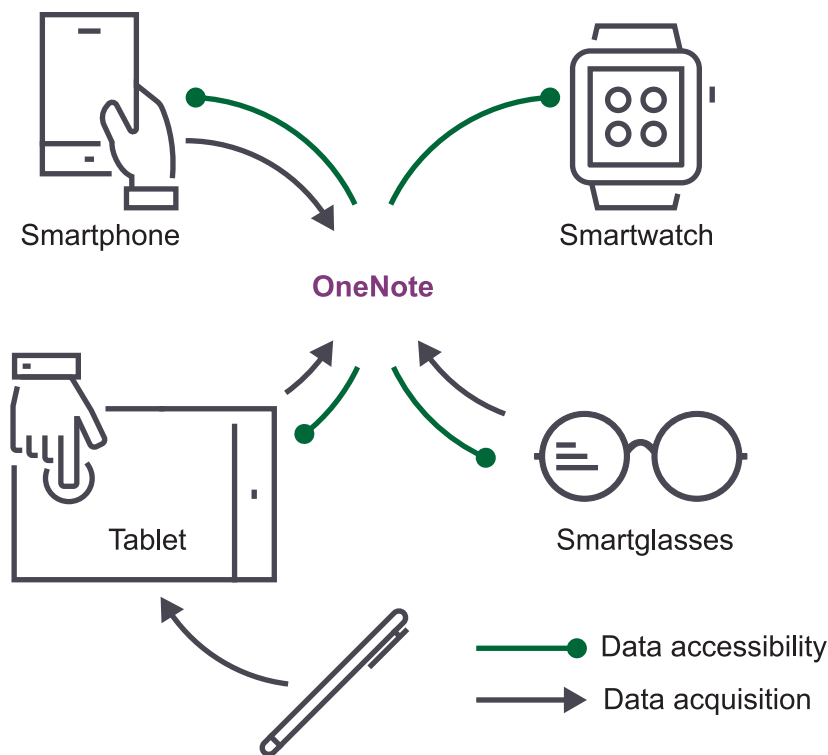 Smartphone
Smartwatch
OneNote
Tablet
Smartglasses
Data accessibility
Data acquisition